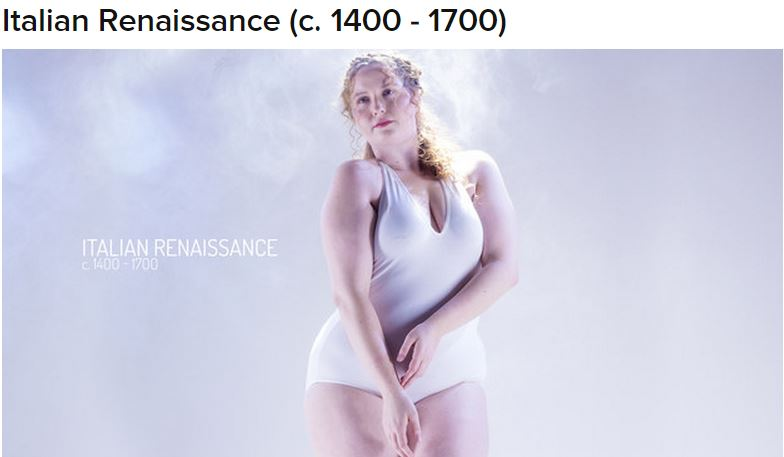 Italian Renaissance (c. 1400 - 1700)
ITALIAN RENAISSANCE
c. 1400 - 1700